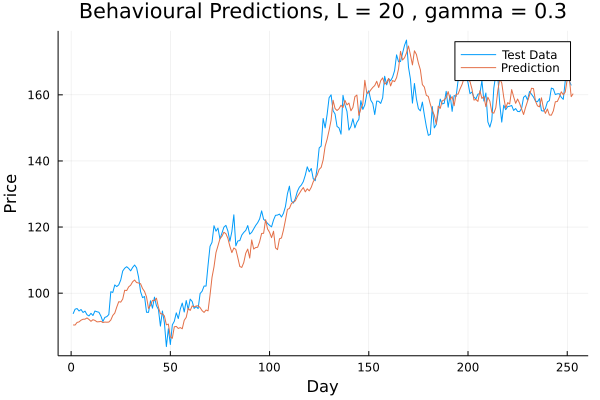 Behavioural Predictions, L = 20 , gamma = 0.3
Test Data
Prediction
160
140
120
100
Price
0
50
100
150
200
250
Day